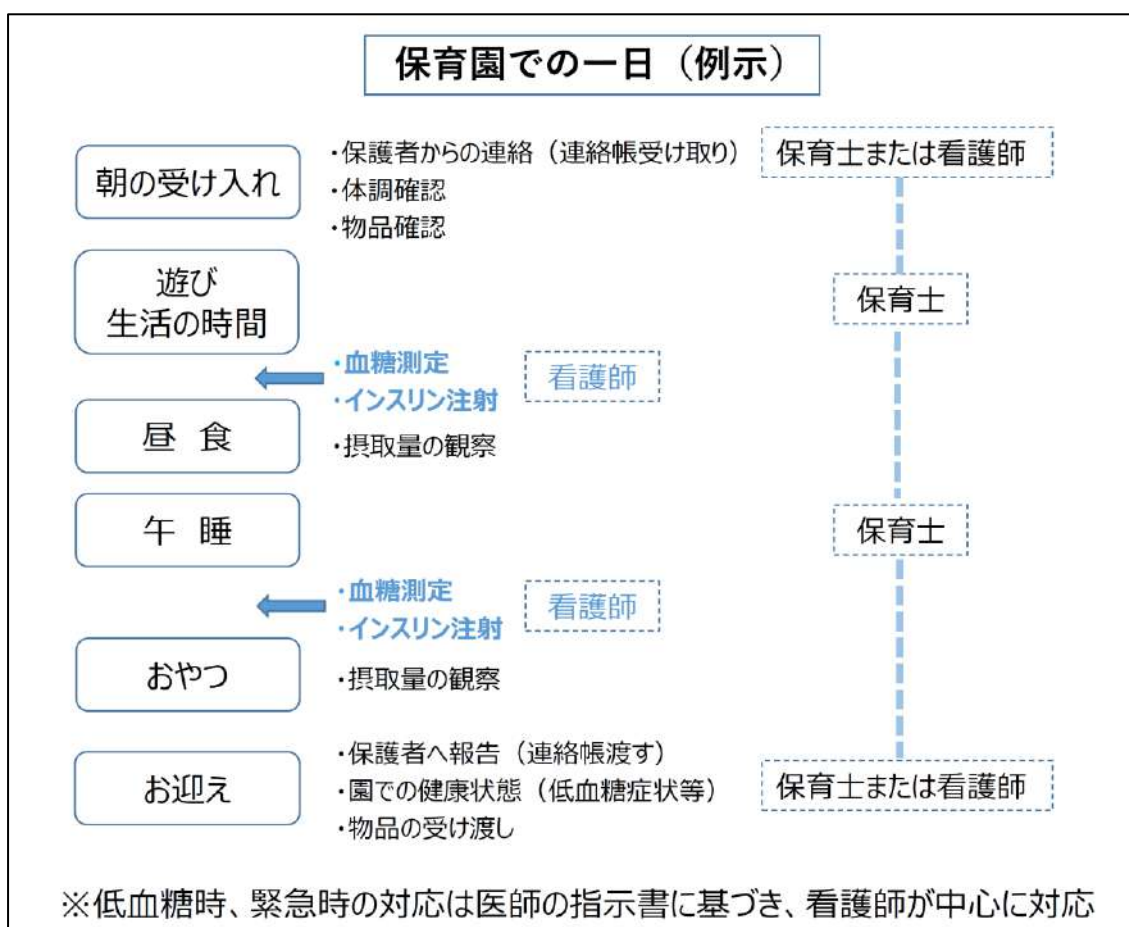 保育園での一日（例示）
朝の受け入れ
・保護者からの連絡（連絡帳受け取り）
・体調確認
・物品確認
保育士または看護師
遊び
生活の時間
保育士
・血糖測定
・インスリン注射
看護師
昼 食
・摂取量の観察
午 睡
保育士
・血糖測定
・インスリン注射
看護師
おやつ
・摂取量の観察
お迎え
・保護者へ報告（連絡帳渡す）
・園での健康状態（低血糖症状等）
・物品の受け渡し
保育士または看護師
※低血糖時、緊急時の対応は医師の指示書に基づき、看護師が中心に対応